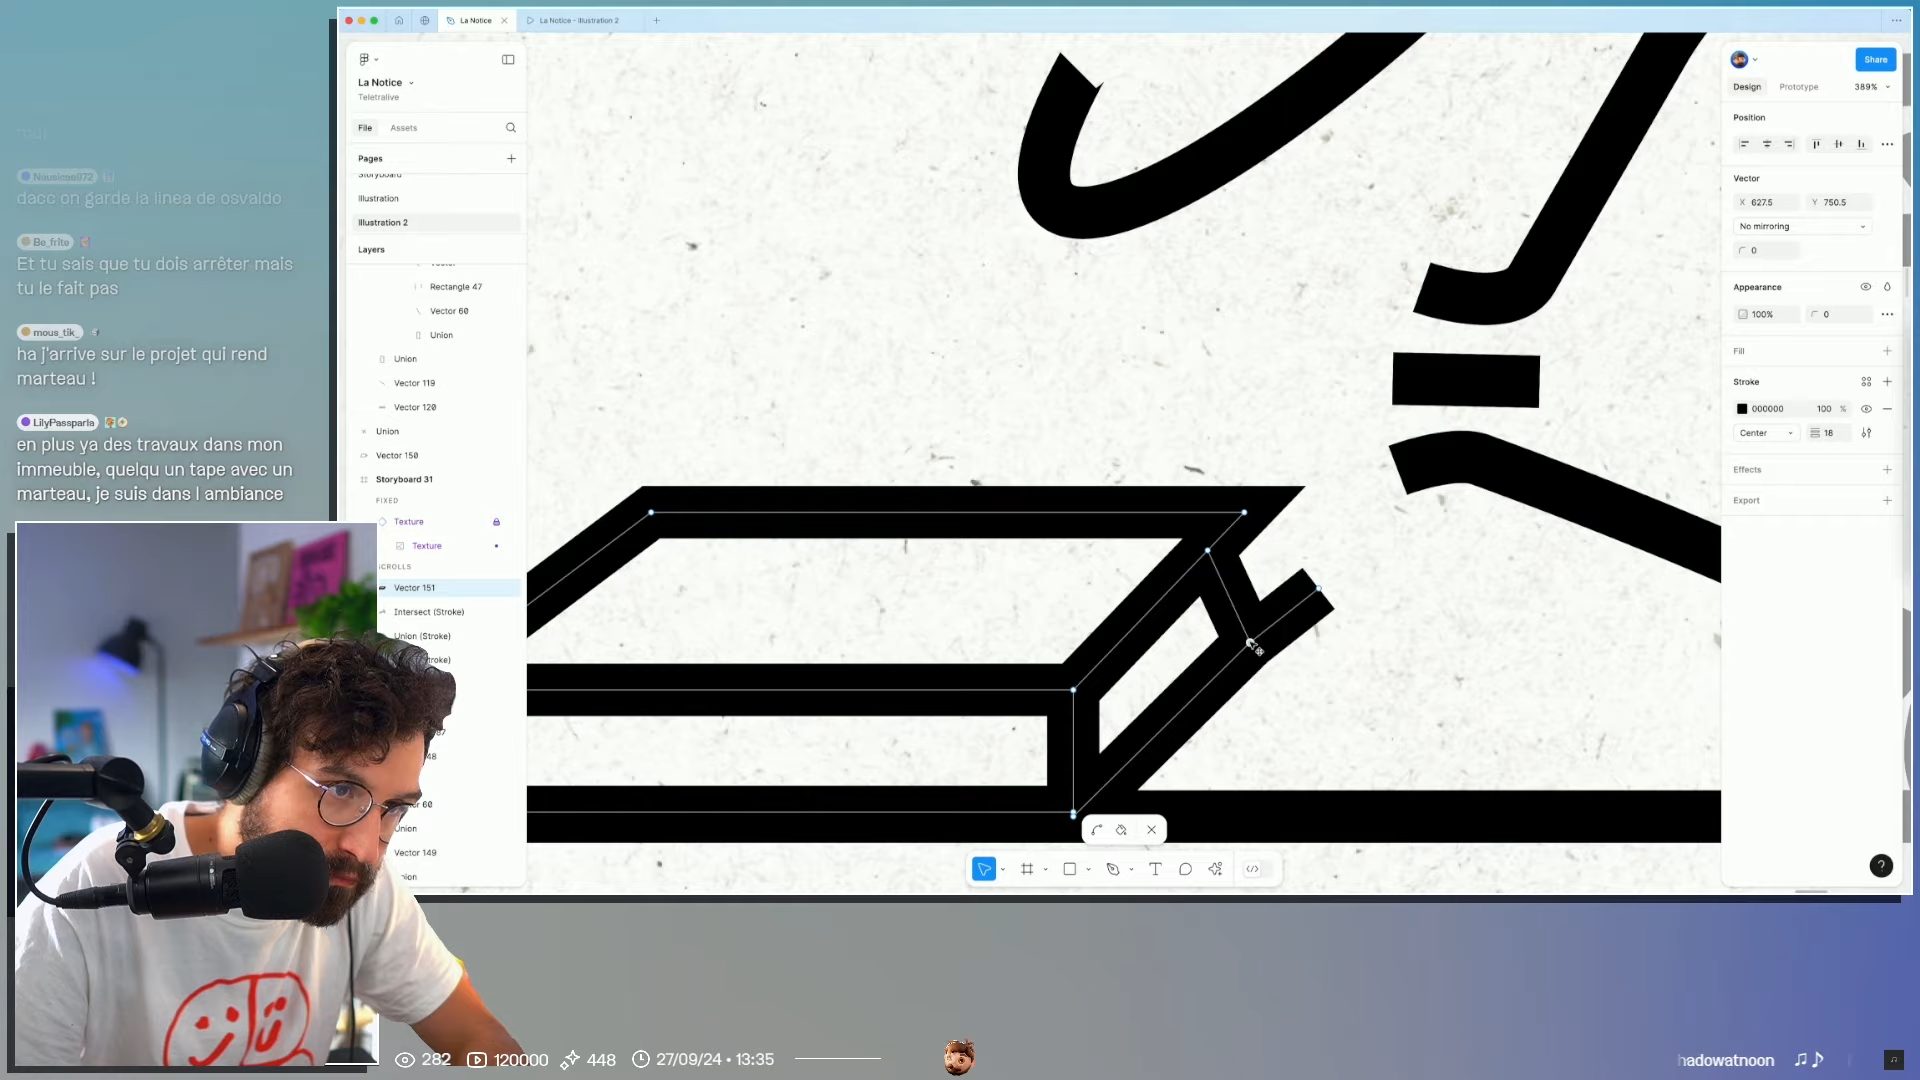 La Notice
La Notice - Illustration 2
La Notice
Teletralive
File
Assets
Pages
Storyboard
Illustration
Illustration 2
Layers
Rectangle 47
Vector 60
Union
Union
Vector 119
Vector 120
Union
Vector 150
Storyboard 31
FIXED
Texture
Texture
SCROLLS
Vector 151
Intersect (Stroke)
Union (Stroke)
48
60
Vector 149
Share
Design
Prototype
389%
Position
Vector
X 627.5
Y 750.5
No mirroring
0
Appearance
100%
0
Fill
Stroke
000000
100 %
Center
18
Effects
Export
?
Nausicaa972
dacc on garde la linea de osvaldo
Be_frite
Et tu sais que tu dois arrêter mais
tu le fait pas
mous_tik_
ha j'arrive sur le projet qui rend
marteau !
LilyPassparla
en plus ya des travaux dans mon
immeuble, quelqu un tape avec un
marteau, je suis dans l ambiance
282
120000
448
27/09/24 • 13:35
hadowatnoon